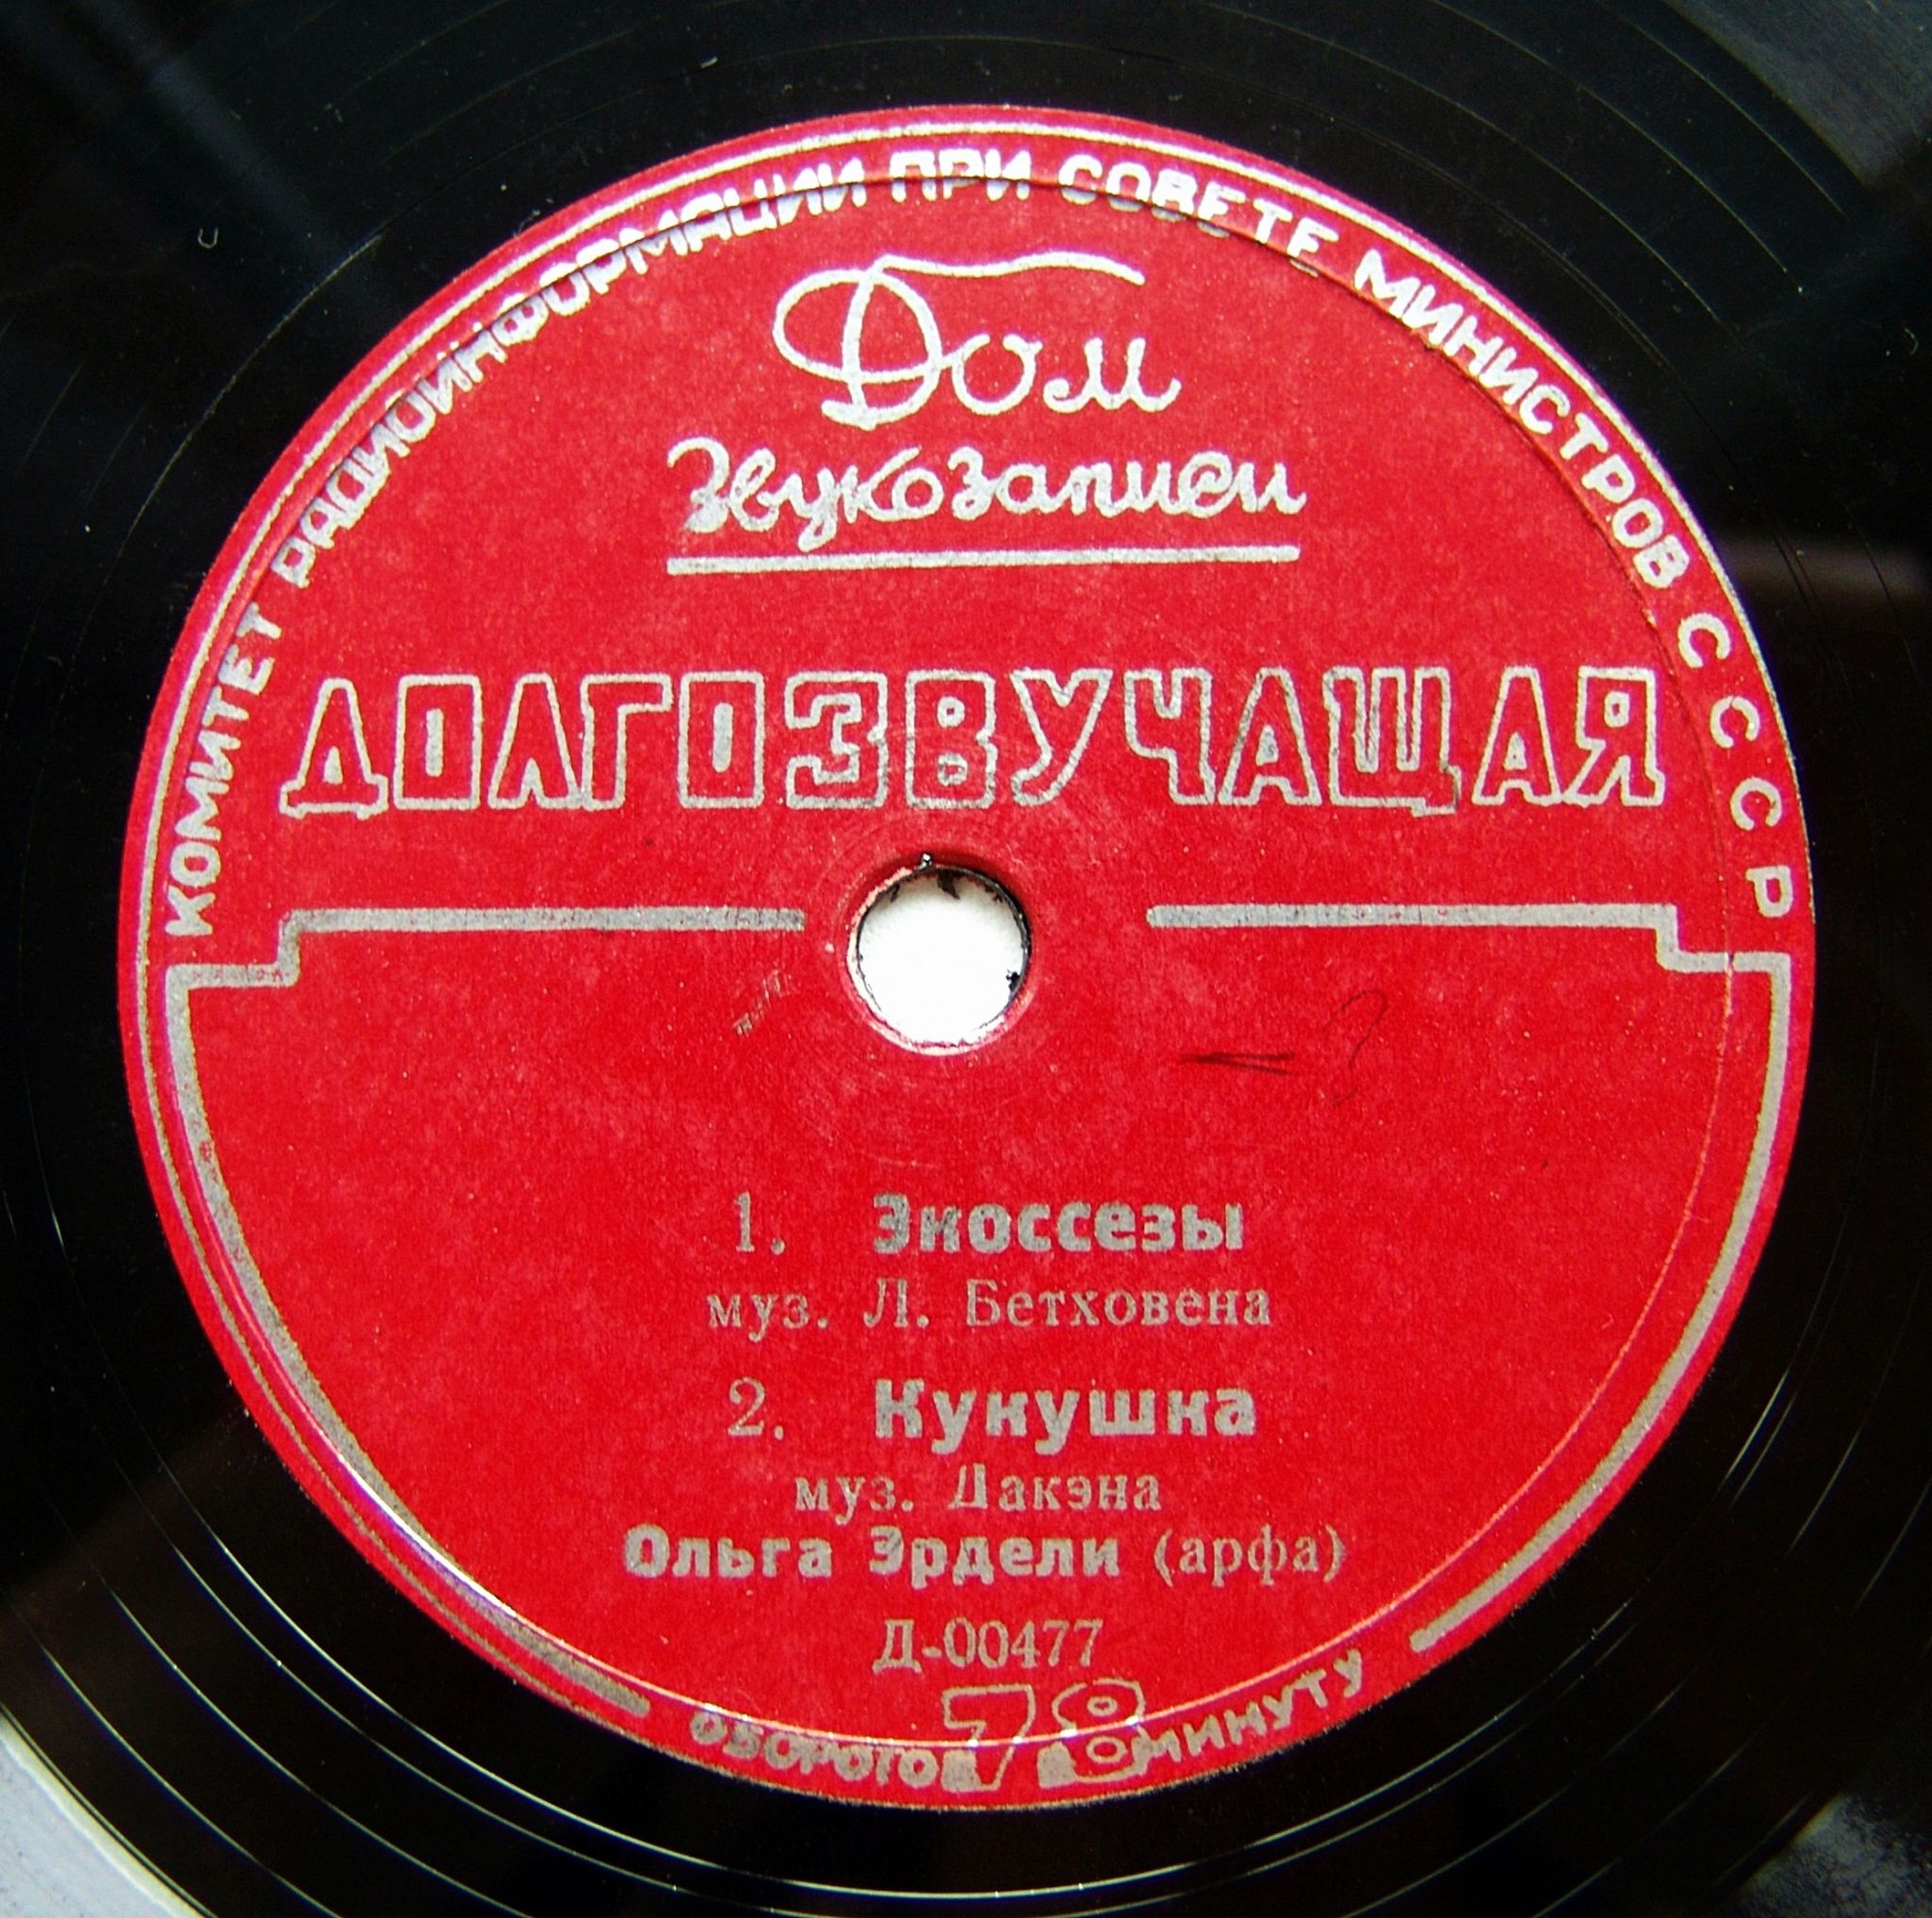 КОМИТЕТ РАДИОИНФОРМАЦИИ ПРИ СОВЕТЕ МИНИСТРОВ СССР
Дом
Звукозаписи
ДОЛГОЗВУЧАЩАЯ
1. Экоссезы
муз. Л. Бетховена
2. Кукушка
муз. Дакэна
Ольга Эрдели (арфа)
Д-00477
78
ОБОРОТОВ В МИНУТУ